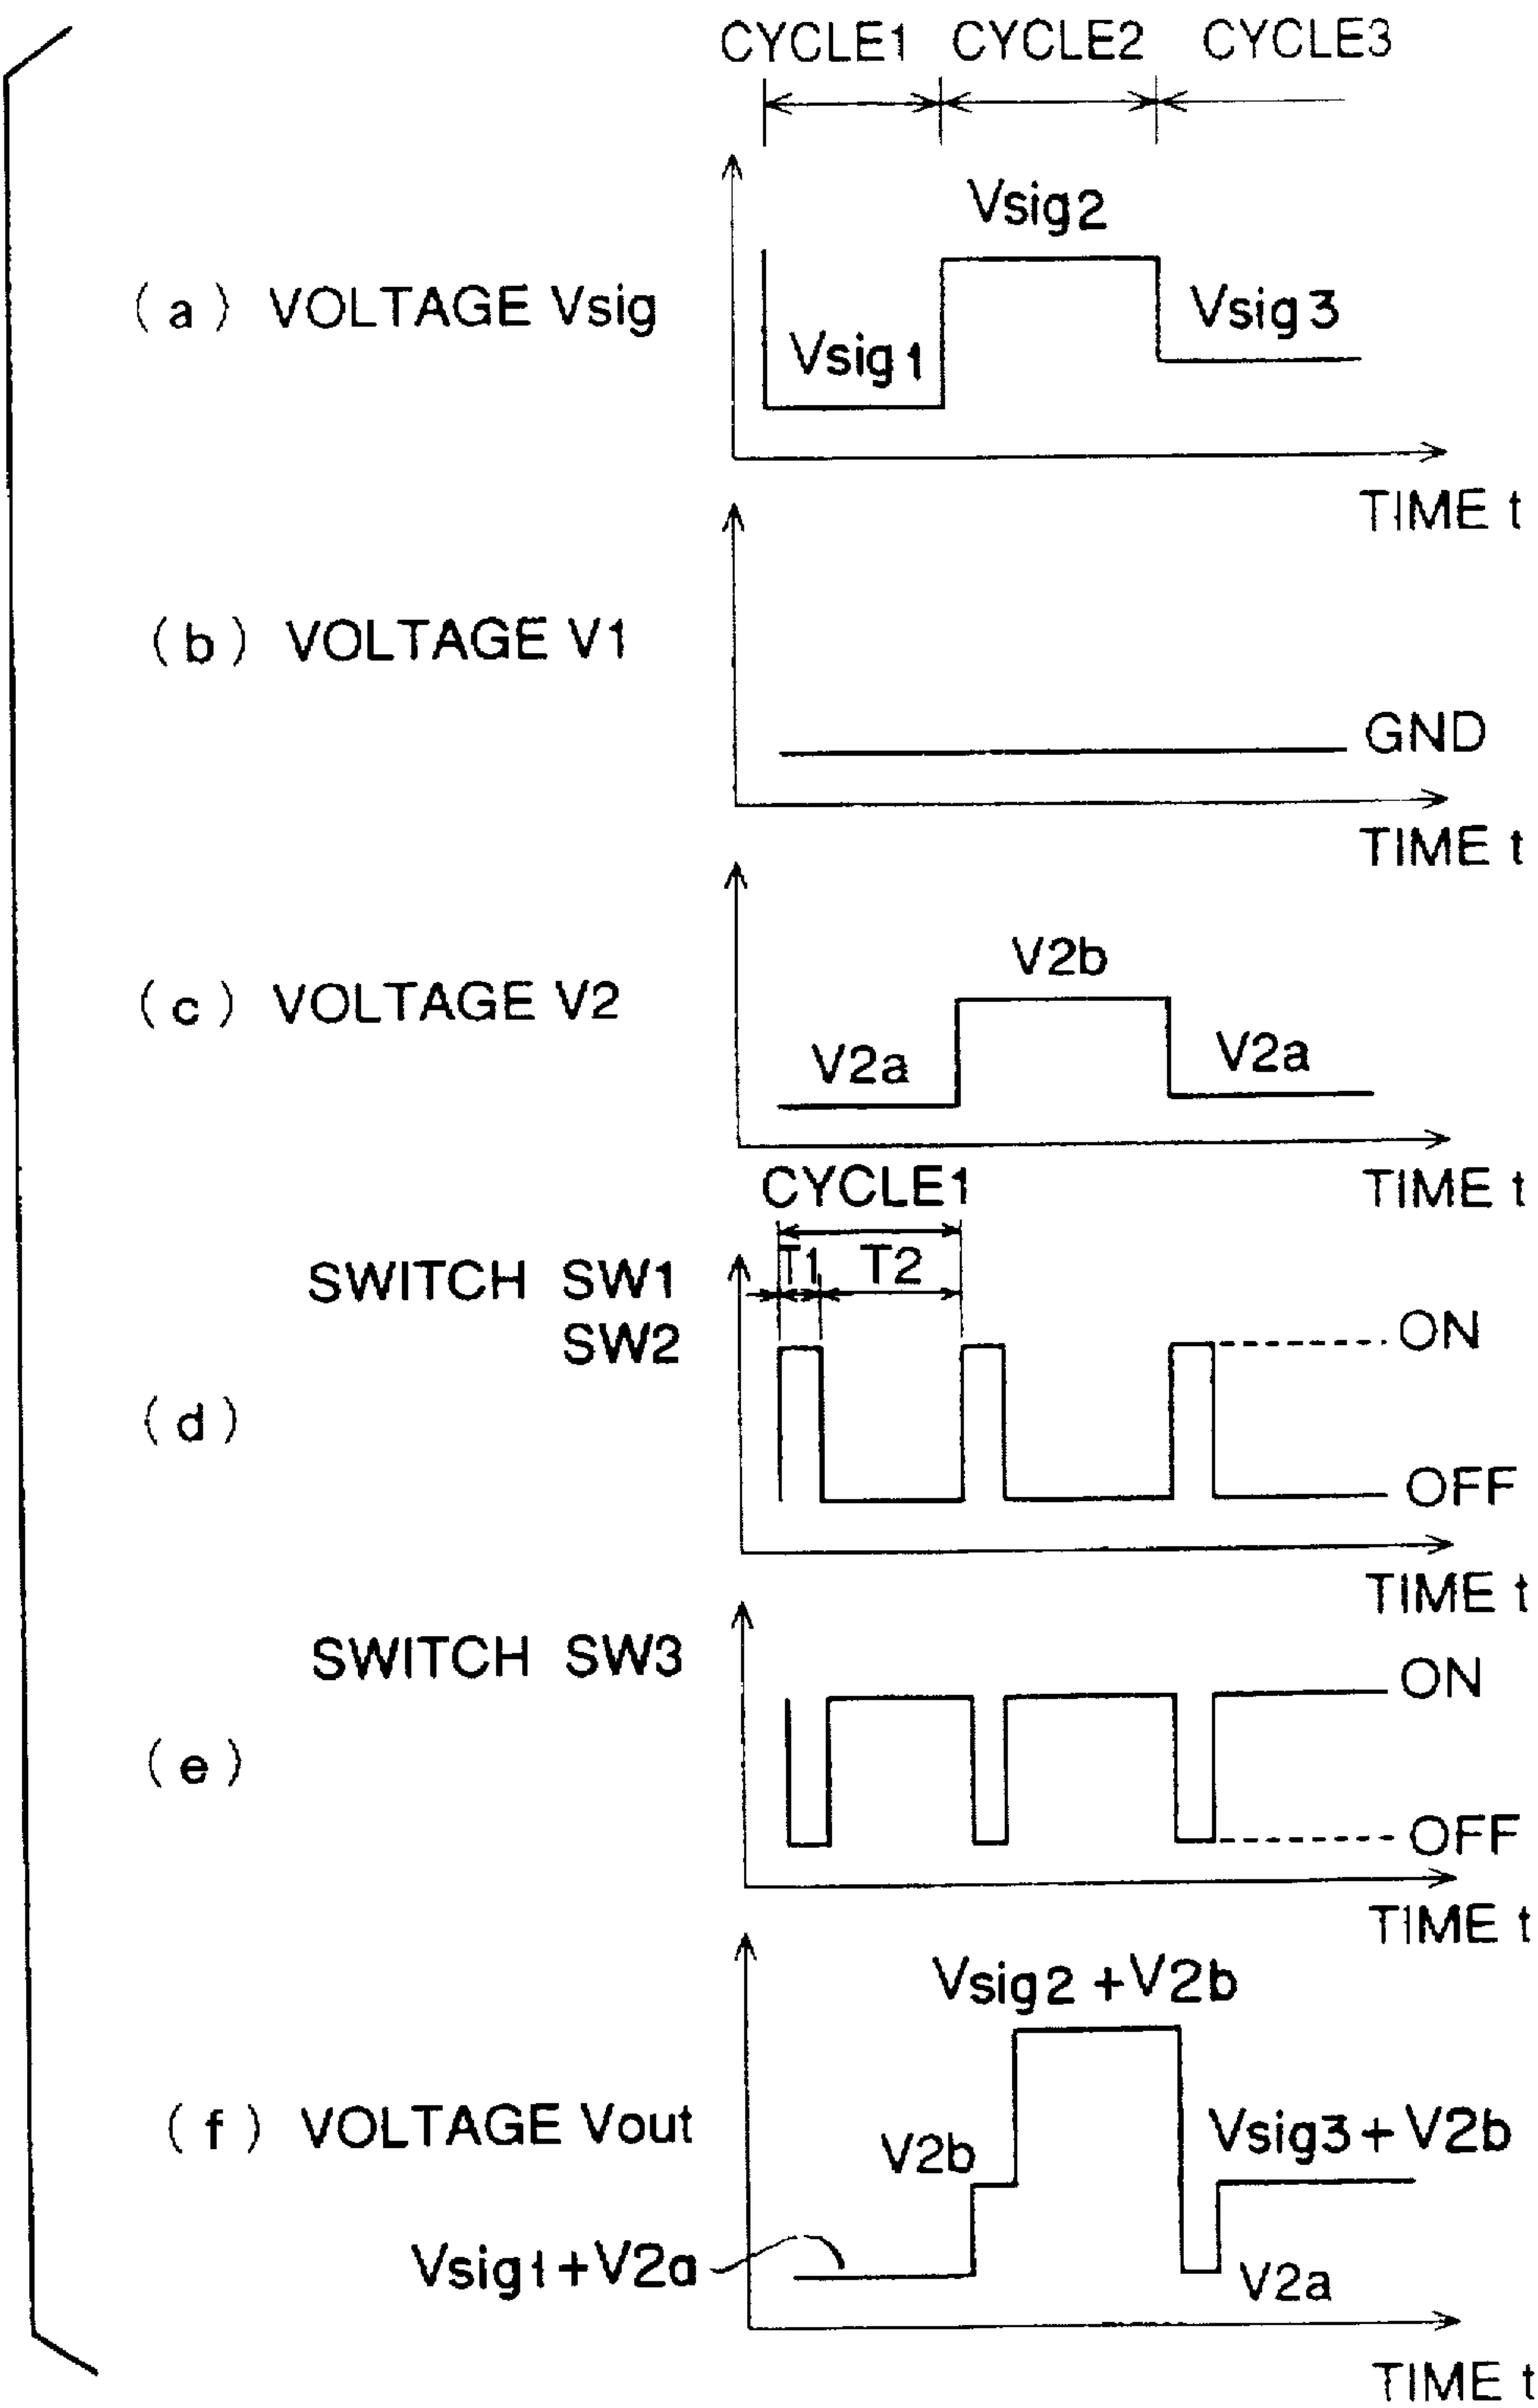 CYCLE1 CYCLE2 CYCLE3
(a) VOLTAGE Vsig
Vsig2
Vsig3
Vsig1
TIME t
(b) VOLTAGE V1
GND
TIME t
(c) VOLTAGE V2
V2b
V2a
V2a
TIME t
CYCLE1
T1 T2
SWITCH SW1
SW2
(d)
ON
OFF
TIME t
SWITCH SW3
(e)
ON
OFF
TIME t
(f) VOLTAGE Vout
Vsig2 +V2b
Vsig3+V2b
V2b
Vsig1+V2a
V2a
TIME t